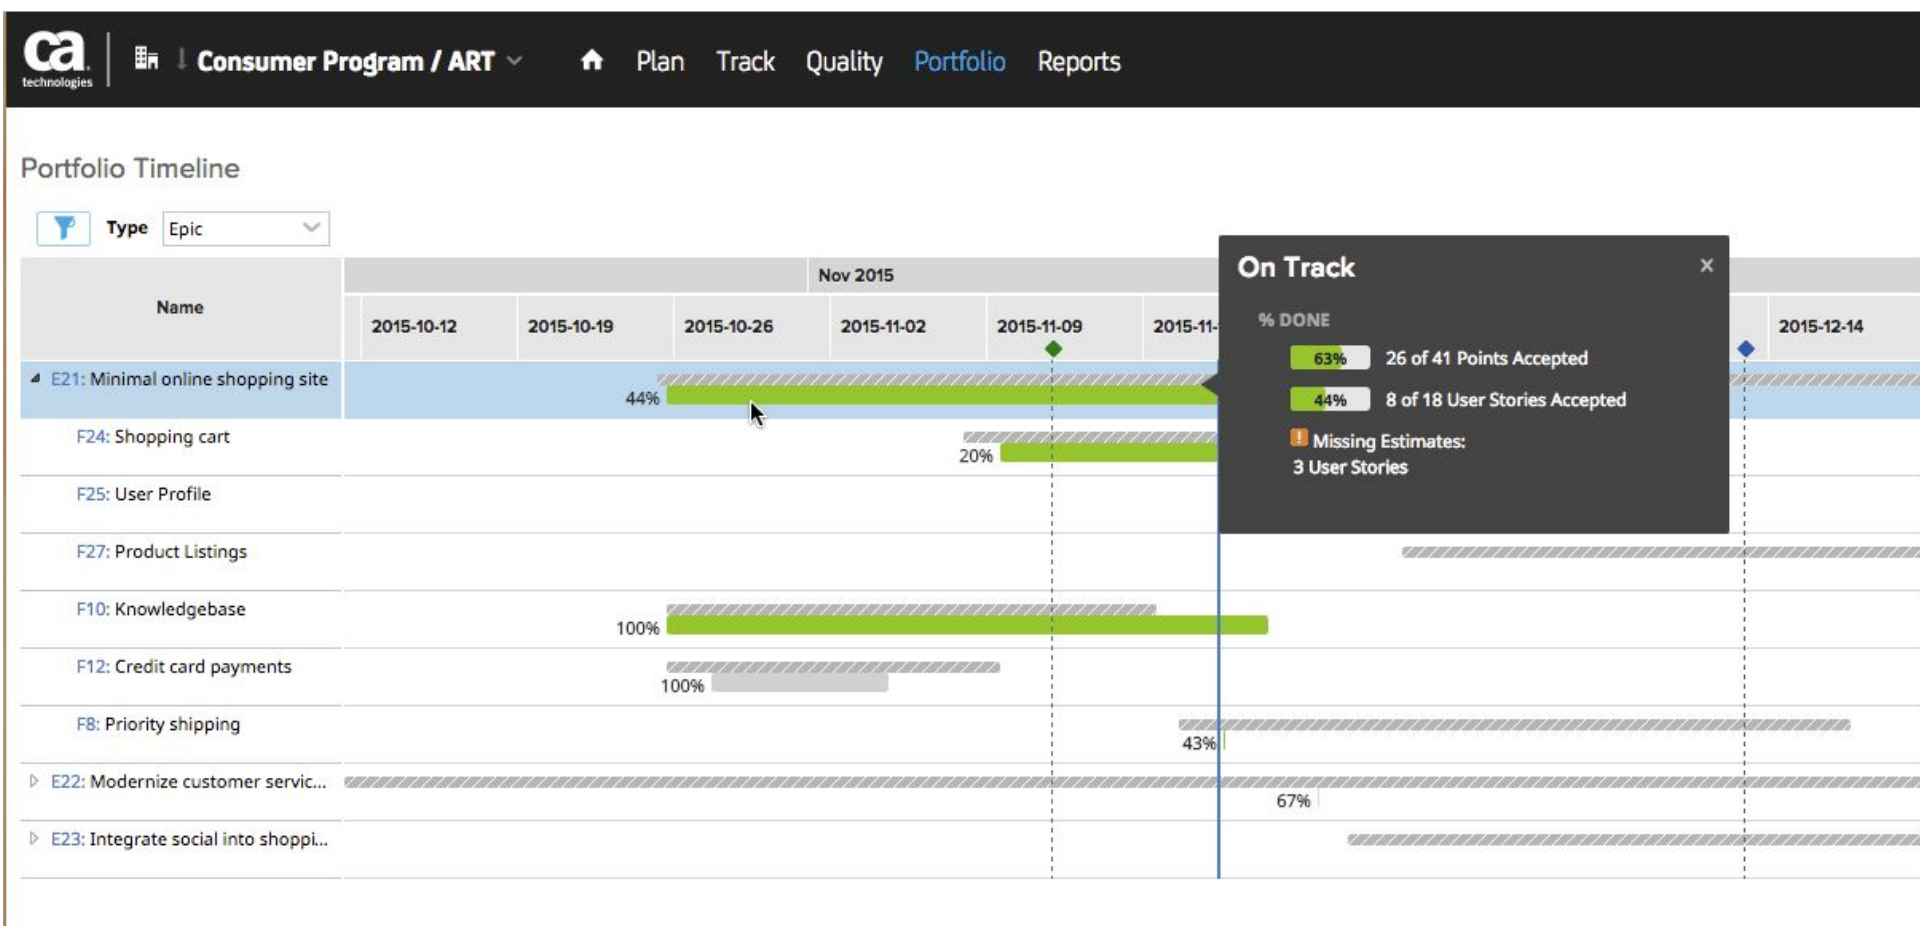 ca
technologies
Consumer Program / ART
Plan Track Quality Portfolio Reports
Portfolio Timeline
Type Epic
Name
Nov 2015
2015-10-12 2015-10-19 2015-10-26 2015-11-02 2015-11-09 2015-11- 2015-12-14
On Track x
% DONE
63% 26 of 41 Points Accepted
44% 8 of 18 User Stories Accepted
! Missing Estimates:
3 User Stories
E21: Minimal online shopping site
44%
F24: Shopping cart
20%
F25: User Profile
F27: Product Listings
F10: Knowledgebase
100%
F12: Credit card payments
100%
F8: Priority shipping
43%
E22: Modernize customer servic...
67%
E23: Integrate social into shoppi...